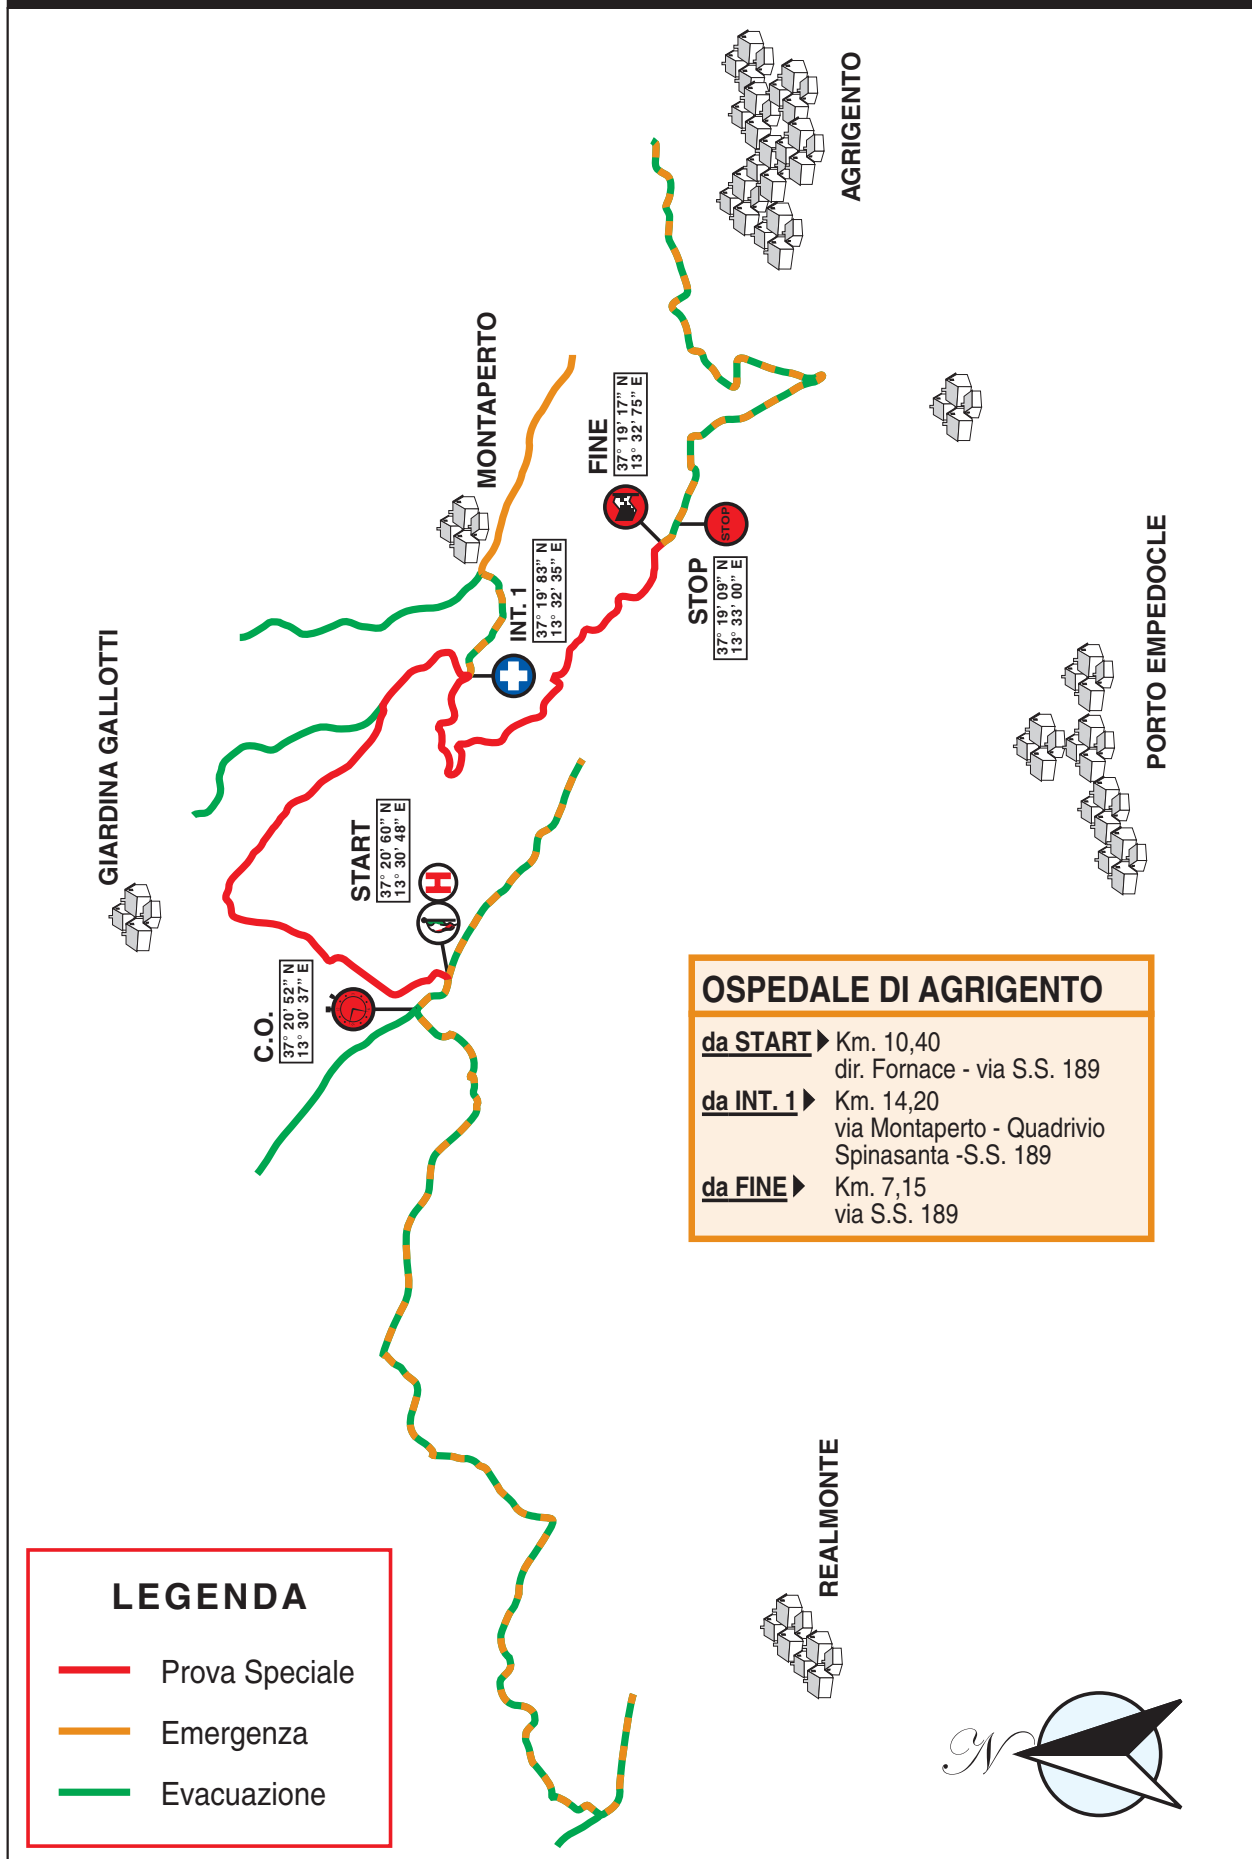 AGRIGENTO
MONTAPERTO
FINE
37° 19' 17" N
13° 32' 75" E
INT. 1
37° 19' 83" N
13° 32' 35" E
STOP
STOP
37° 19' 09" N
13° 33' 00" E
PORTO EMPEDOCLE
GIARDINA GALLOTTI
START
37° 20' 60" N
13° 30' 48" E
H
C.O.
37° 20' 52" N
13° 30' 37" E
OSPEDALE DI AGRIGENTO
da START Km. 10,40
dir. Fornace - via S.S. 189
da INT. 1 Km. 14,20
via Montaperto - Quadrivio
Spinasanta -S.S. 189
da FINE Km. 7,15
via S.S. 189
REALMONTE
LEGENDA
Prova Speciale
Emergenza
Evacuazione
N